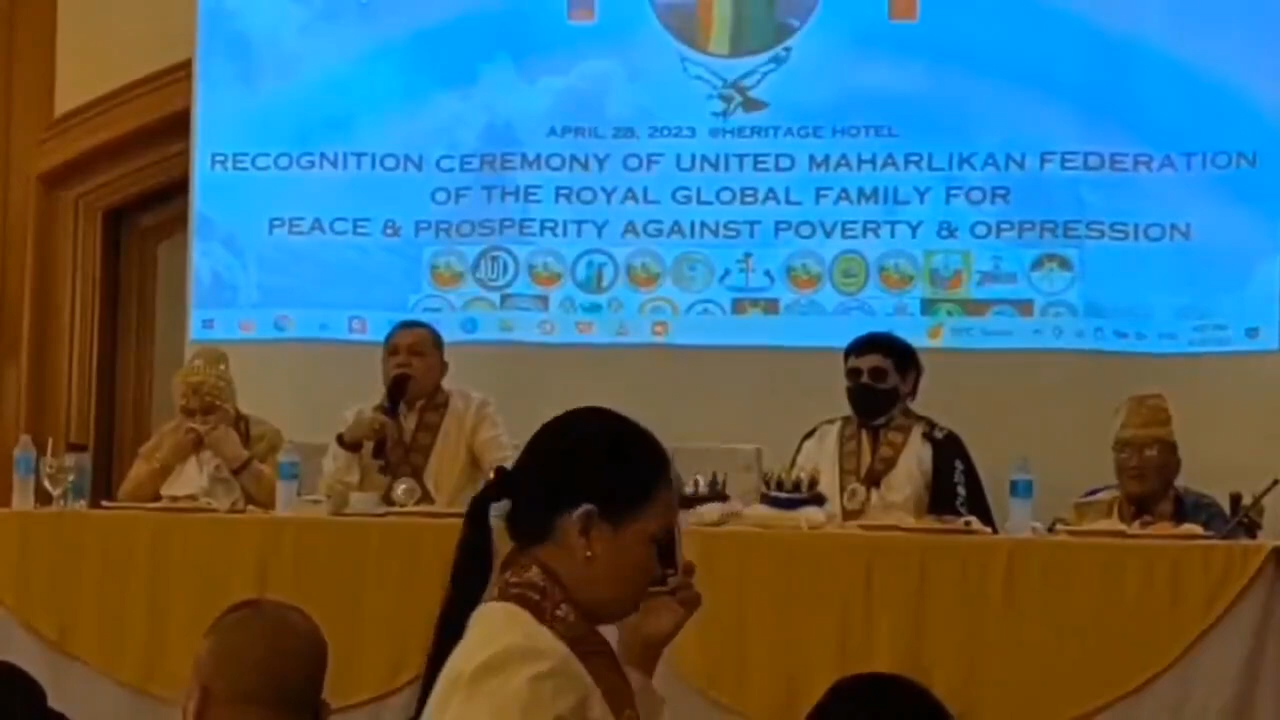 APRIL 28, 2023 @HERITAGE HOTEL
RECOGNITION CEREMONY OF UNITED MAHARLIKAN FEDERATION
OF THE ROYAL GLOBAL FAMILY FOR
PEACE & PROSPERITY AGAINST POVERTY & OPPRESSION